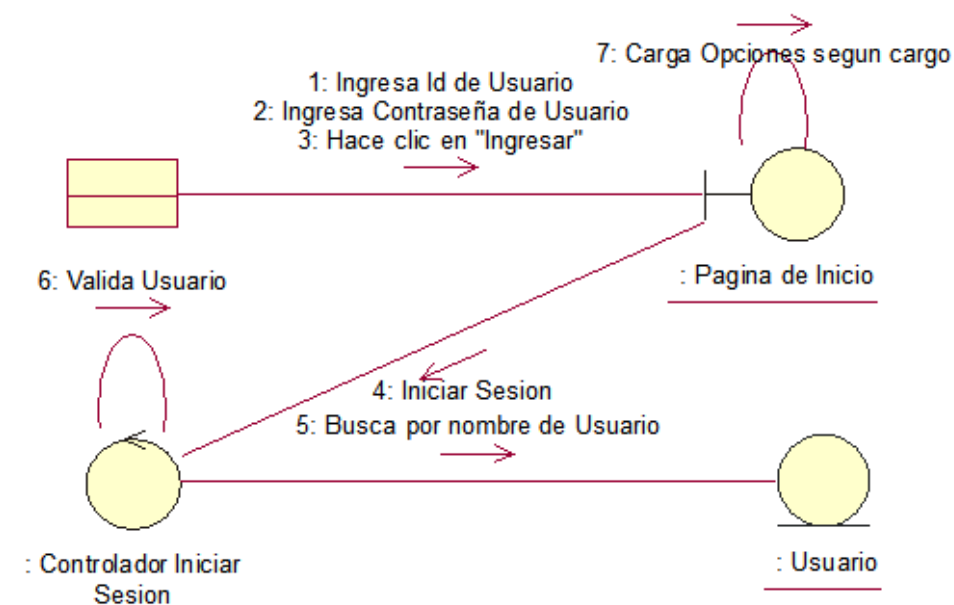 7: Carga Opciones segun cargo
1: Ingresa Id de Usuario
2: Ingresa Contraseña de Usuario
3: Hace clic en "Ingresar"
: Pagina de Inicio
6: Valida Usuario
4: Iniciar Sesion
5: Busca por nombre de Usuario
: Controlador Iniciar
Sesion
: Usuario